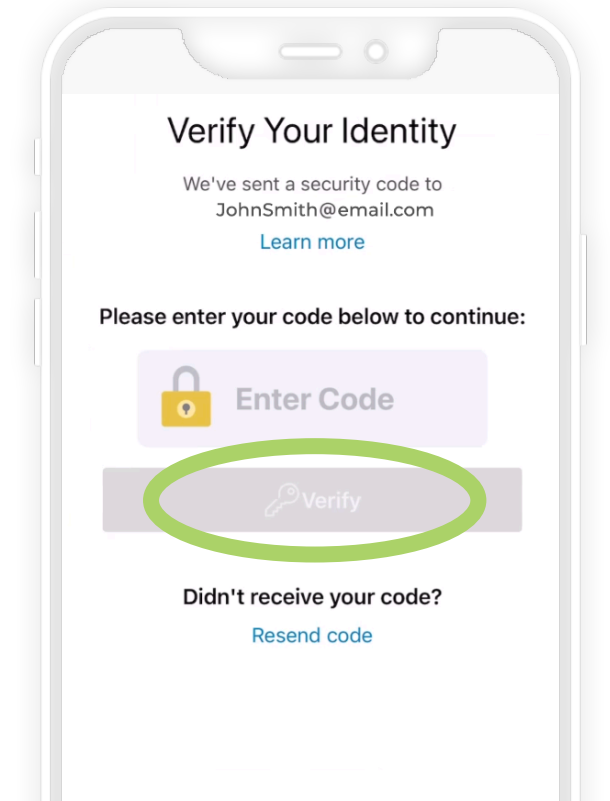 Verify Your Identity
We've sent a security code to
JohnSmith@email.com
Learn more
Please enter your code below to continue:
Enter Code
Verify
Didn't receive your code?
Resend code